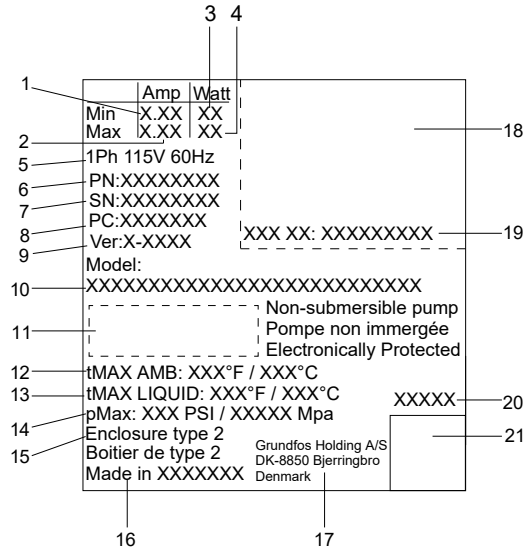 3 4
1 Amp Watt
Min X.XX XX
Max X.XX XX
2
18
5 1Ph 115V 60Hz
6 PN:XXXXXXXX
7 SN:XXXXXXXX
8 PC:XXXXXXX
9 Ver:X-XXXX
XXX XX: XXXXXXXXX 19
Model:
10 XXXXXXXXXXXXXXXXXXXXXXXXXX
11
Non-submersible pump
Pompe non immergée
Electronically Protected
12 tMAX AMB: XXX°F / XXX°C
13 tMAX LIQUID: XXX°F / XXX°C
XXXXX 20
14 pMax: XXX PSI / XXXXX Mpa
15 Enclosure type 2
Boitier de type 2
Made in XXXXXXX
Grundfos Holding A/S
DK-8850 Bjerringbro
Denmark
21
16 17